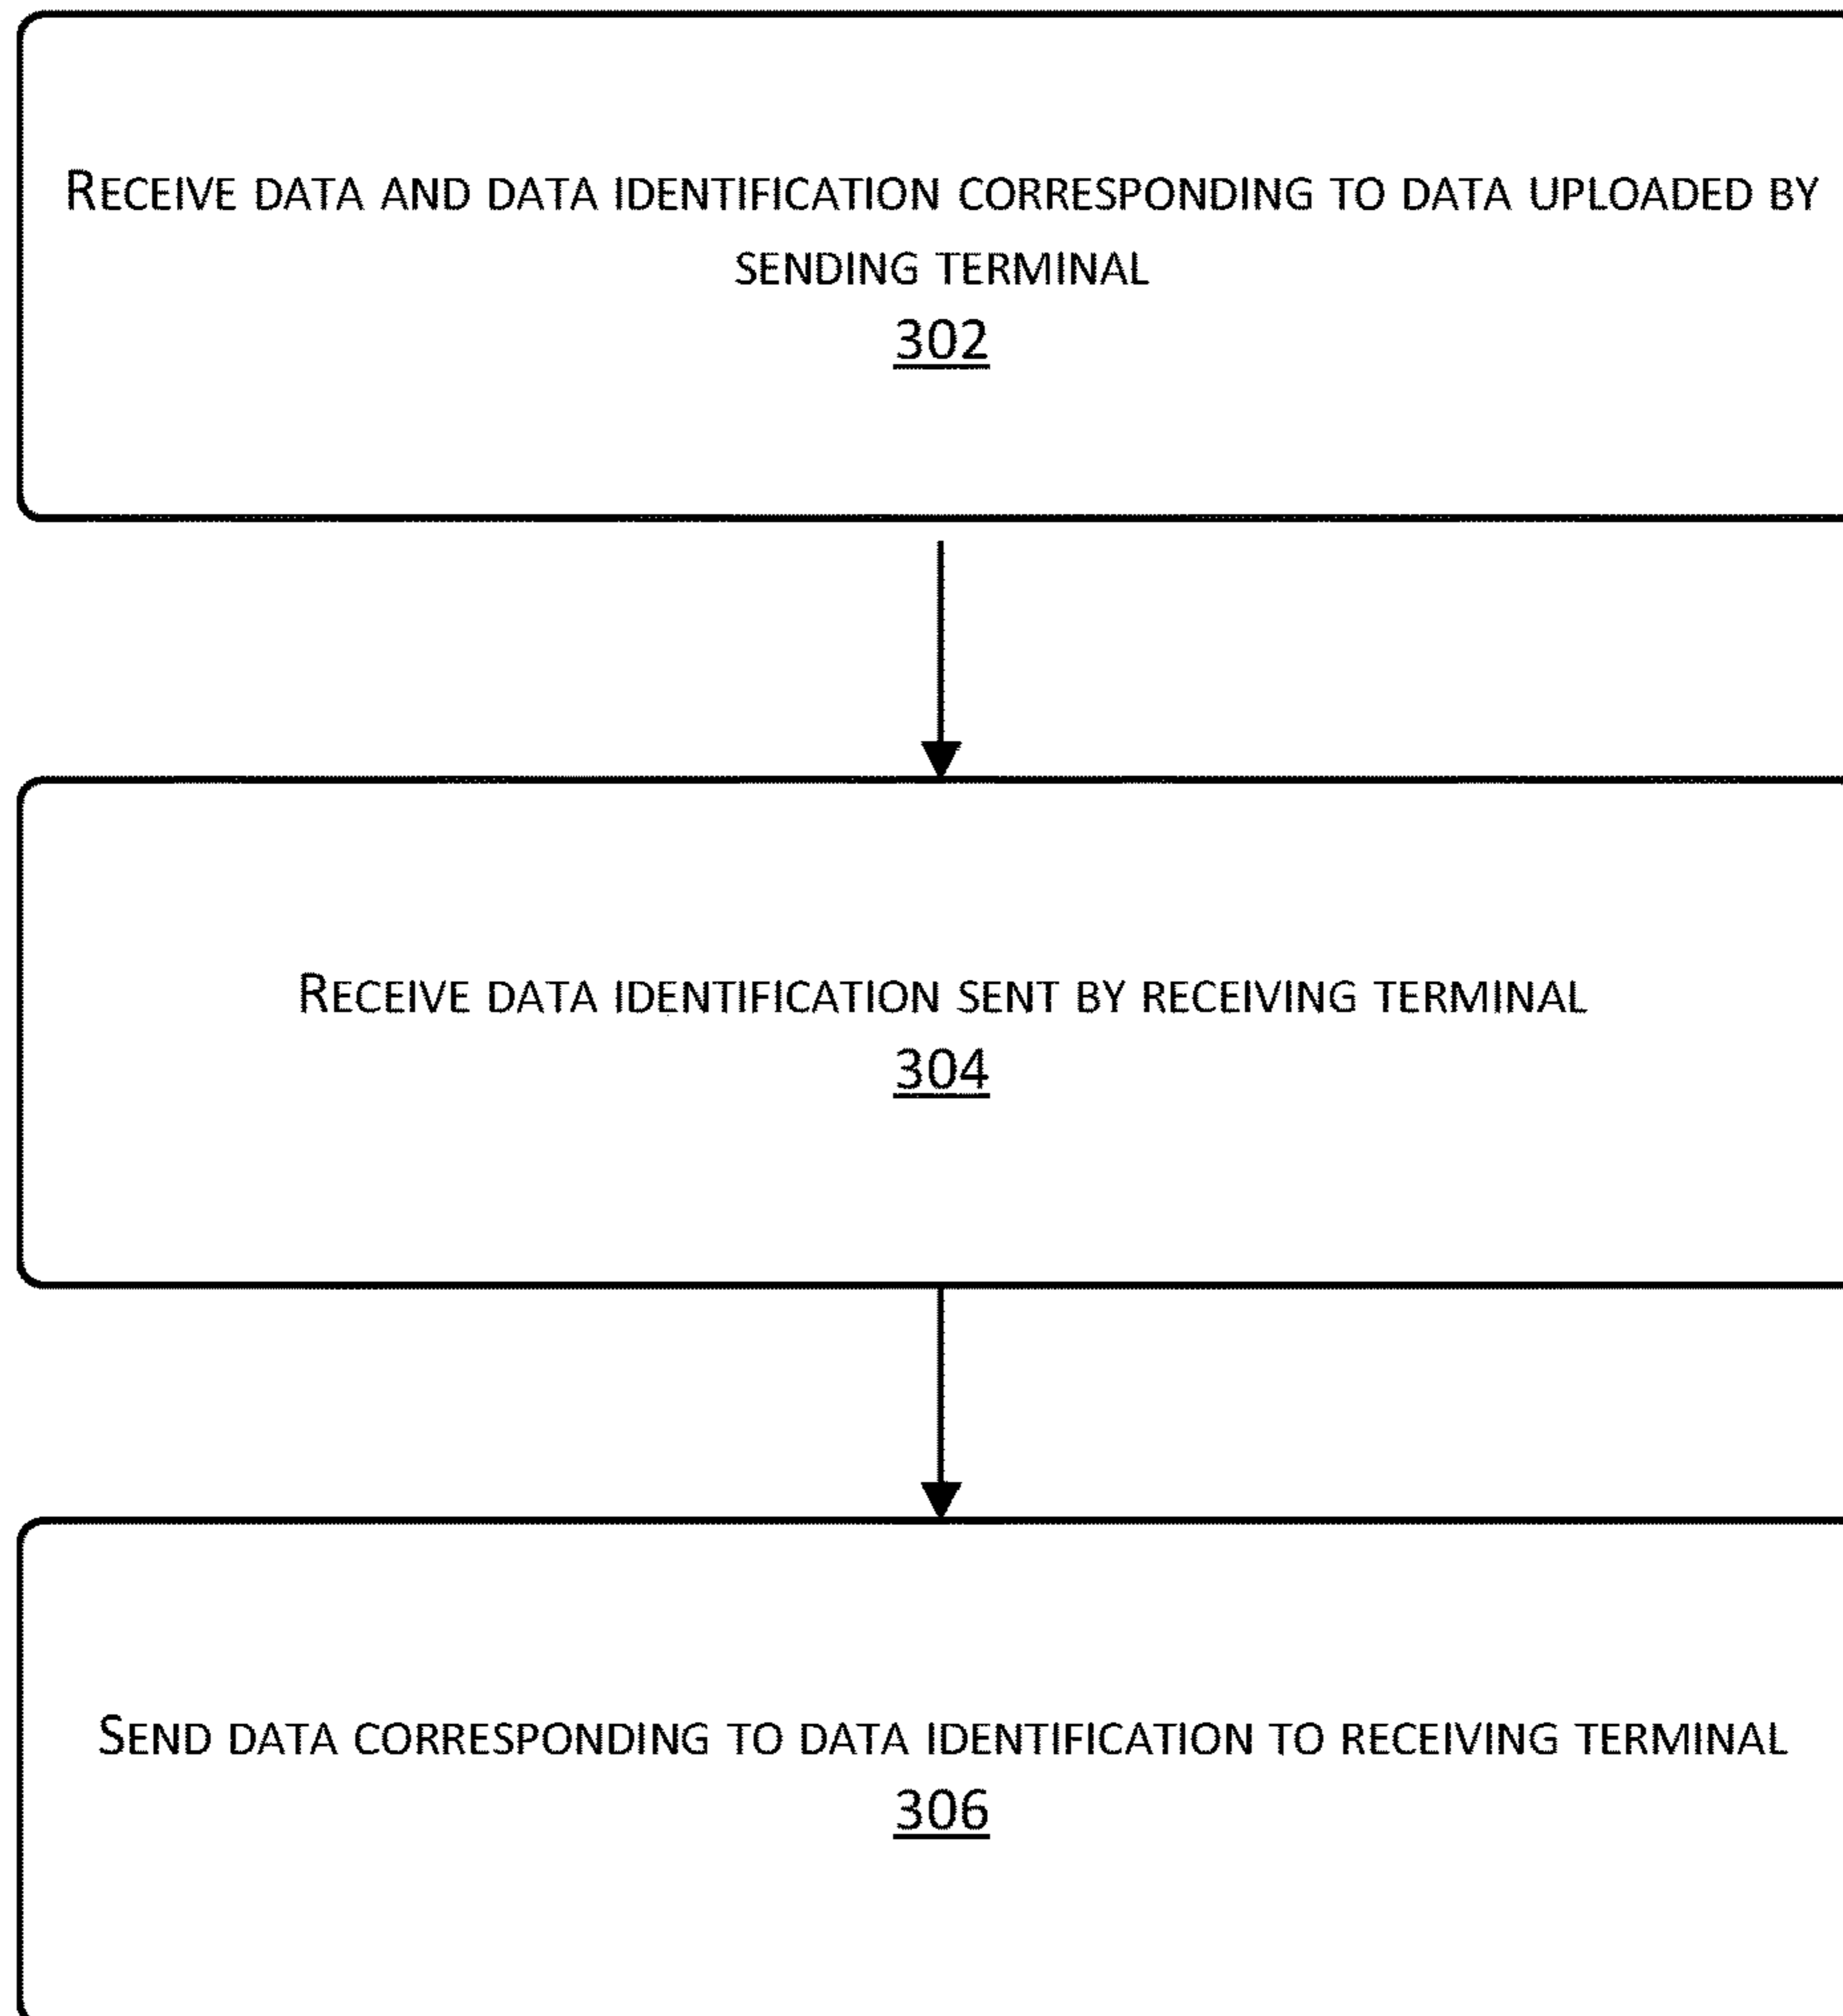 Receive data and data identification corresponding to data uploaded by
sending terminal
302
Receive data identification sent by receiving terminal
304
Send data corresponding to data identification to receiving terminal
306